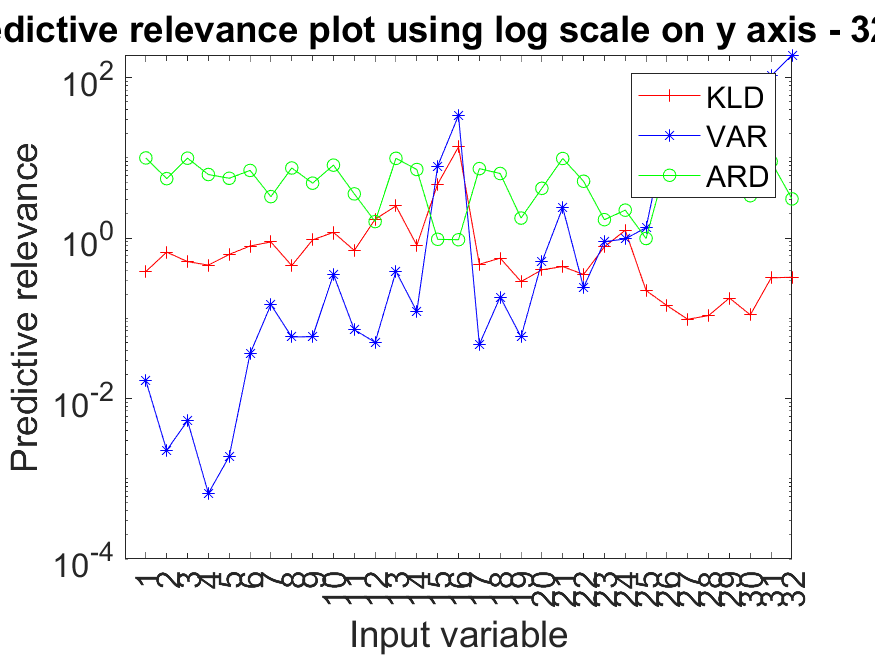 edictive relevance plot using log scale on y axis - 32
KLD
VAR
ARD
10^2
10^0
10^-2
10^-4
Predictive relevance
1 2 3 4 5 6 7 8 9 10 11 12 13 14 15 16 17 18 19 20 21 22 23 24 25 26 27 28 29 30 31 32
Input variable